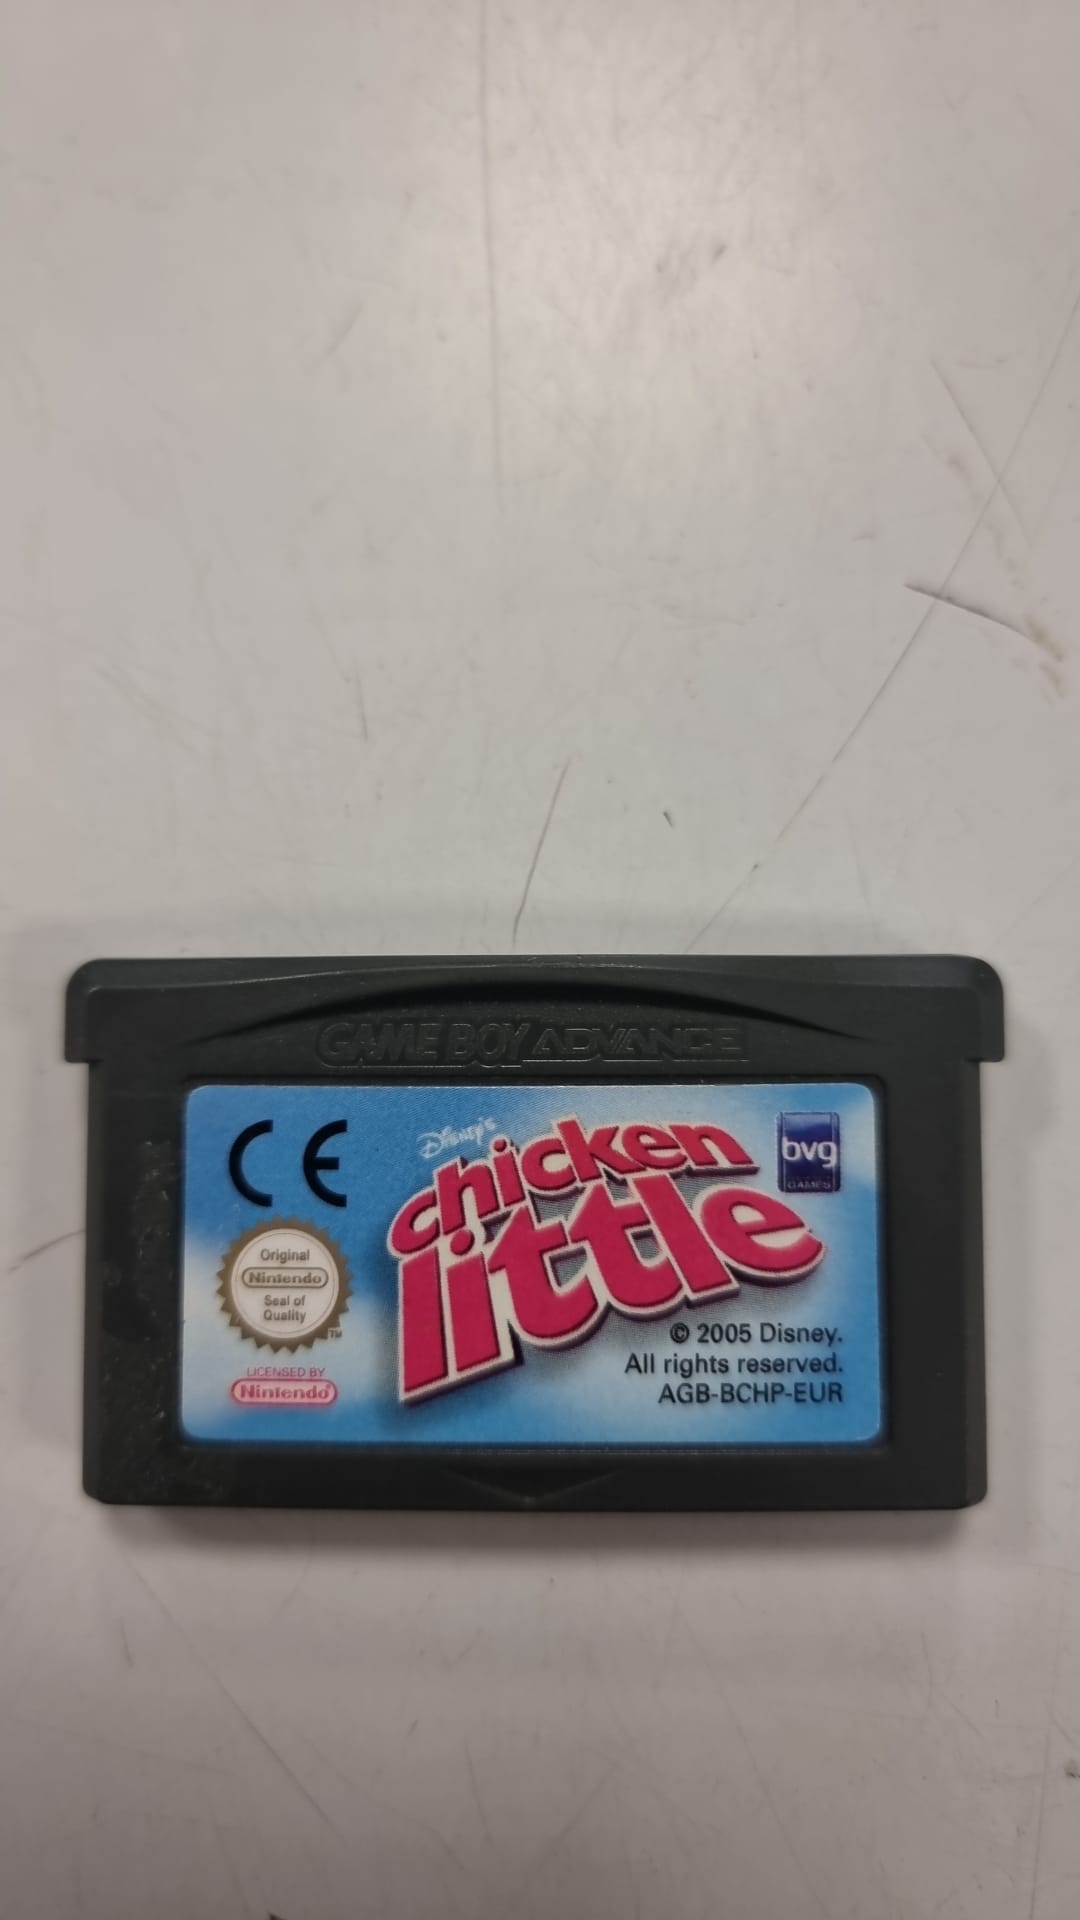 GAME BOY ADVANCE
CE
Disney's
chicken
little
bvg
GAMES
Original
Nintendo
Seal of
Quality
TM
LICENSED BY
Nintendo®
© 2005 Disney.
All rights reserved.
AGB-BCHP-EUR